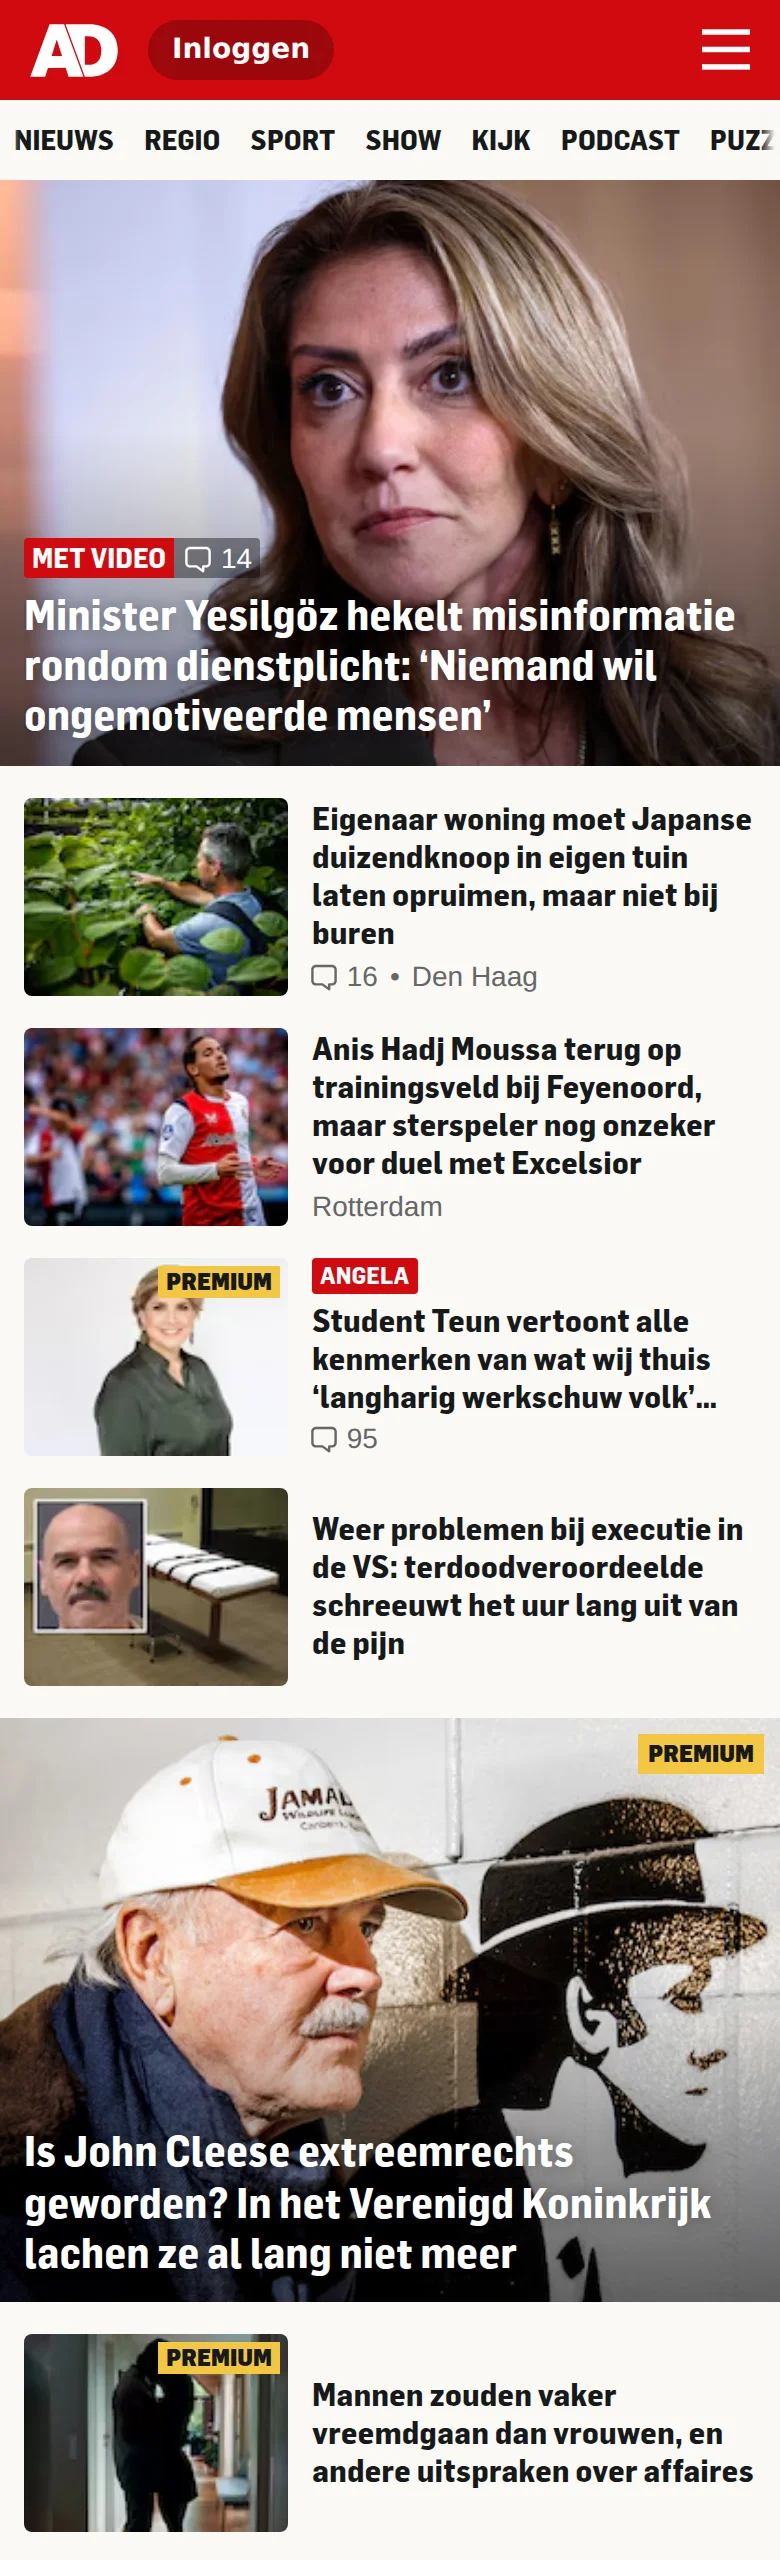 AD
Inloggen
NIEUWS REGIO SPORT SHOW KIJK PODCAST PUZZ
MET VIDEO 14
Minister Yesilgöz hekelt misinformatie
rondom dienstplicht: ‘Niemand wil
ongemotiveerde mensen’
Eigenaar woning moet Japanse
duizendknoop in eigen tuin
laten opruimen, maar niet bij
buren
16 • Den Haag
Anis Hadj Moussa terug op
trainingsveld bij Feyenoord,
maar sterspeler nog onzeker
voor duel met Excelsior
Rotterdam
PREMIUM
ANGELA
Student Teun vertoont alle
kenmerken van wat wij thuis
‘langharig werkschuw volk’...
95
Weer problemen bij executie in
de VS: terdoodveroordeelde
schreeuwt het uur lang uit van
de pijn
PREMIUM
JAMAL
Is John Cleese extreemrechts
geworden? In het Verenigd Koninkrijk
lachen ze al lang niet meer
PREMIUM
Mannen zouden vaker
vreemdgaan dan vrouwen, en
andere uitspraken over affaires